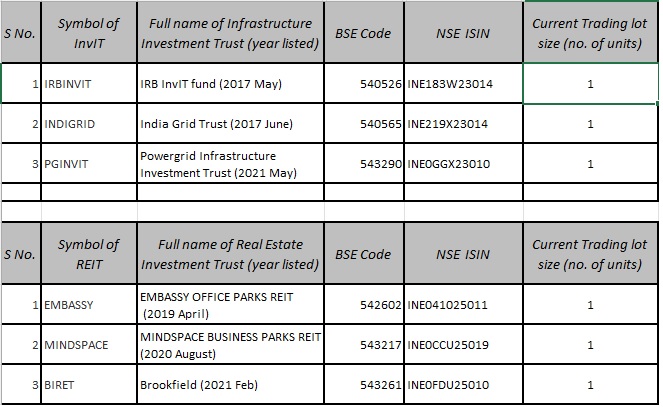 S No. Symbol of InvIT Full name of Infrastructure Investment Trust (year listed) BSE Code NSE ISIN Current Trading lot size (no. of units)
1 IRBINVIT IRB InvIT fund (2017 May) 540526 INE183W23014 1
2 INDIGRID India Grid Trust (2017 June) 540565 INE219X23014 1
3 PGINVIT Powergrid Infrastructure Investment Trust (2021 May) 543290 INE0GGX23010 1
S No. Symbol of REIT Full name of Real Estate Investment Trust (year listed) BSE Code NSE ISIN Current Trading lot size (no. of units)
1 EMBASSY EMBASSY OFFICE PARKS REIT (2019 April) 542602 INE041025011 1
2 MINDSPACE MINDSPACE BUSINESS PARKS REIT (2020 August) 543217 INE0CCU25019 1
3 BIRET Brookfield (2021 Feb) 543261 INE0FDU25010 1